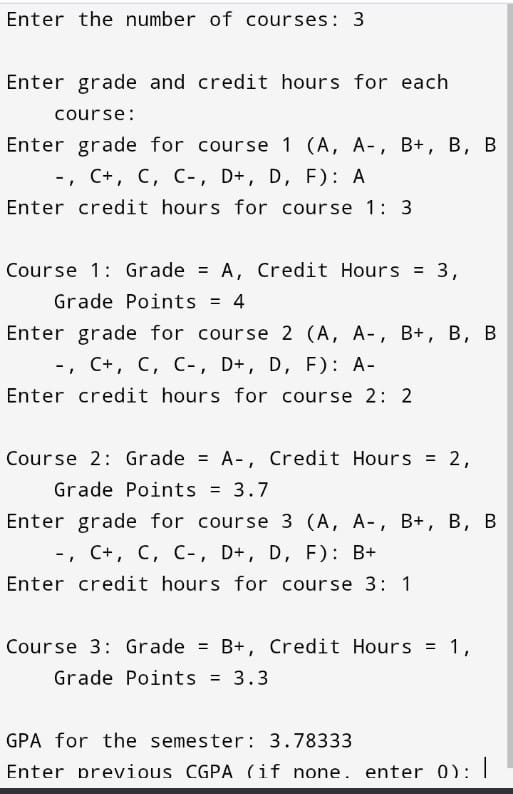 Enter the number of courses: 3
Enter grade and credit hours for each
course:
Enter grade for course 1 (A, A-, B+, B, B
-, C+, C, C-, D+, D, F): A
Enter credit hours for course 1: 3
Course 1: Grade = A, Credit Hours = 3,
Grade Points = 4
Enter grade for course 2 (A, A-, B+, B, B
-, C+, C, C-, D+, D, F): A-
Enter credit hours for course 2: 2
Course 2: Grade = A-, Credit Hours = 2,
Grade Points = 3.7
Enter grade for course 3 (A, A-, B+, B, B
-, C+, C, C-, D+, D, F): B+
Enter credit hours for course 3: 1
Course 3: Grade = B+, Credit Hours = 1,
Grade Points = 3.3
GPA for the semester: 3.78333
Enter previous CGPA (if none, enter 0):